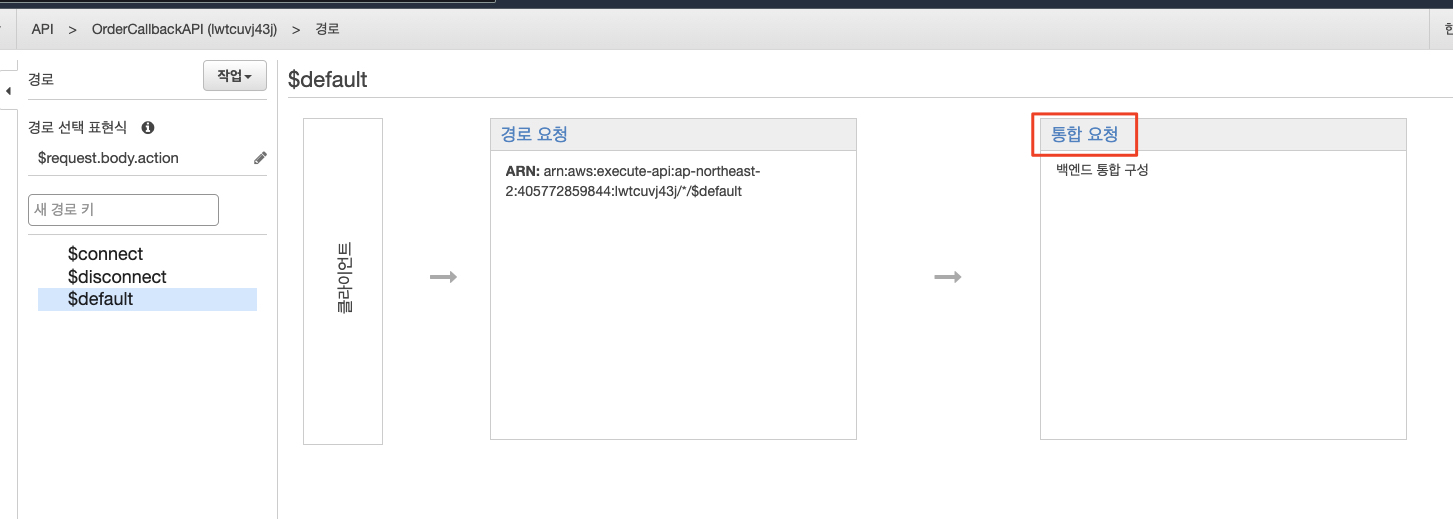 API > OrderCallbackAPI (lwtcuvj43j) > 경로
경로
작업
$default
경로 선택 표현식
$request.body.action
새 경로 키
$connect
$disconnect
$default
클라이언트
경로 요청
ARN: arn:aws:execute-api:ap-northeast-
2:405772859844:lwtcuvj43j/*/$default
통합 요청
백엔드 통합 구성